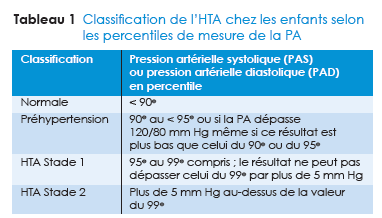 Tableau 1 Classification de l'HTA chez les enfants selon
les percentiles de mesure de la PA
Classification
Pression artérielle systolique (PAS)
ou pression artérielle diastolique (PAD)
en percentile
Normale
< 90e
Préhypertension
90e au < 95e ou si la PA dépasse
120/80 mm Hg même si ce résultat est
plus bas que celui du 90e ou du 95e
HTA Stade 1
95e au 99e compris ; le résultat ne peut pas
dépasser celui du 99e par plus de 5 mm Hg
HTA Stade 2
Plus de 5 mm Hg au-dessus de la valeur
du 99e